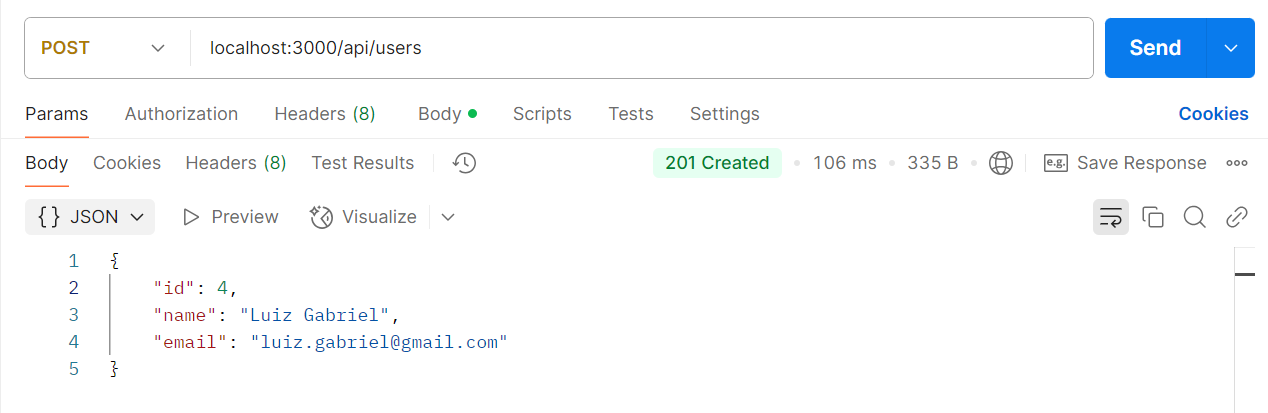 POST localhost:3000/api/users Send
Params Authorization Headers (8) Body Scripts Tests Settings Cookies
Body Cookies Headers (8) Test Results 201 Created 106 ms 335 B e.g. Save Response
{} JSON Preview Visualize
1 {
2 "id": 4,
3 "name": "Luiz Gabriel",
4 "email": "luiz.gabriel@gmail.com"
5 }